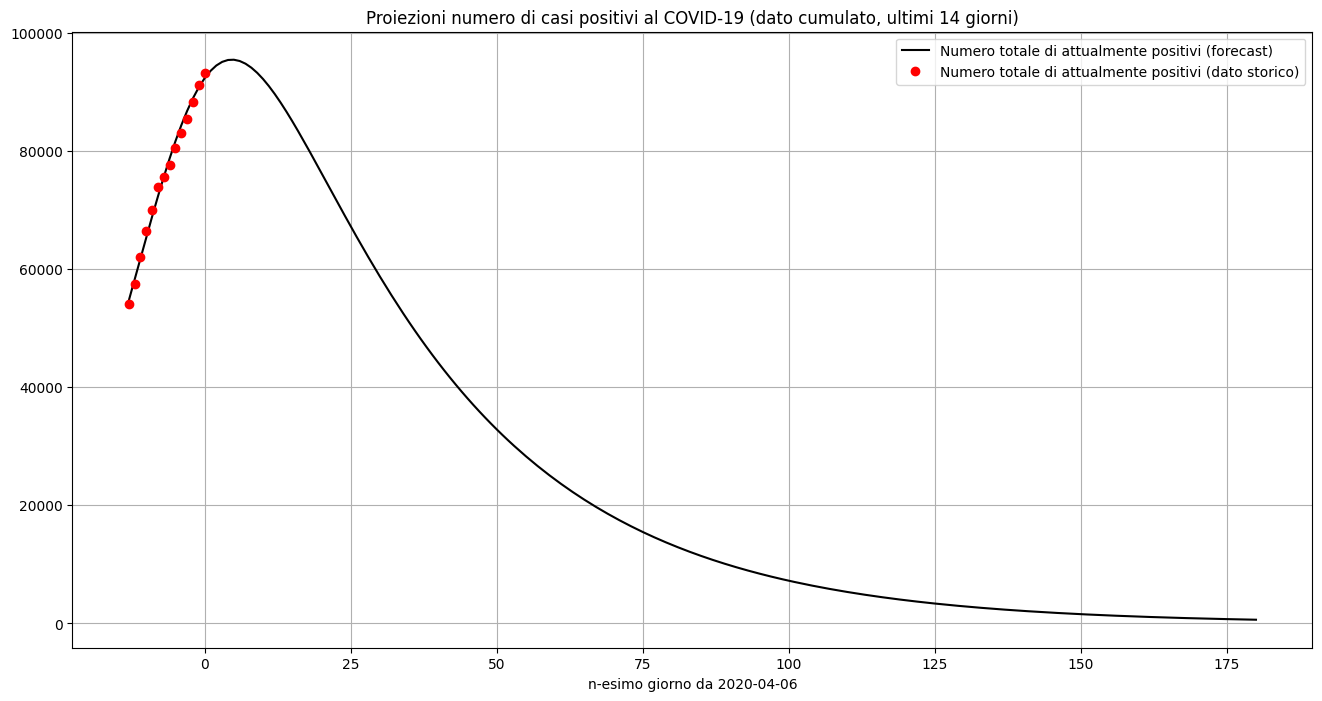 Proiezioni numero di casi positivi al COVID-19 (dato cumulato, ultimi 14 giorni)
Numero totale di attualmente positivi (forecast)
Numero totale di attualmente positivi (dato storico)
100000
80000
60000
40000
20000
0
0 25 50 75 100 125 150 175
n-esimo giorno da 2020-04-06